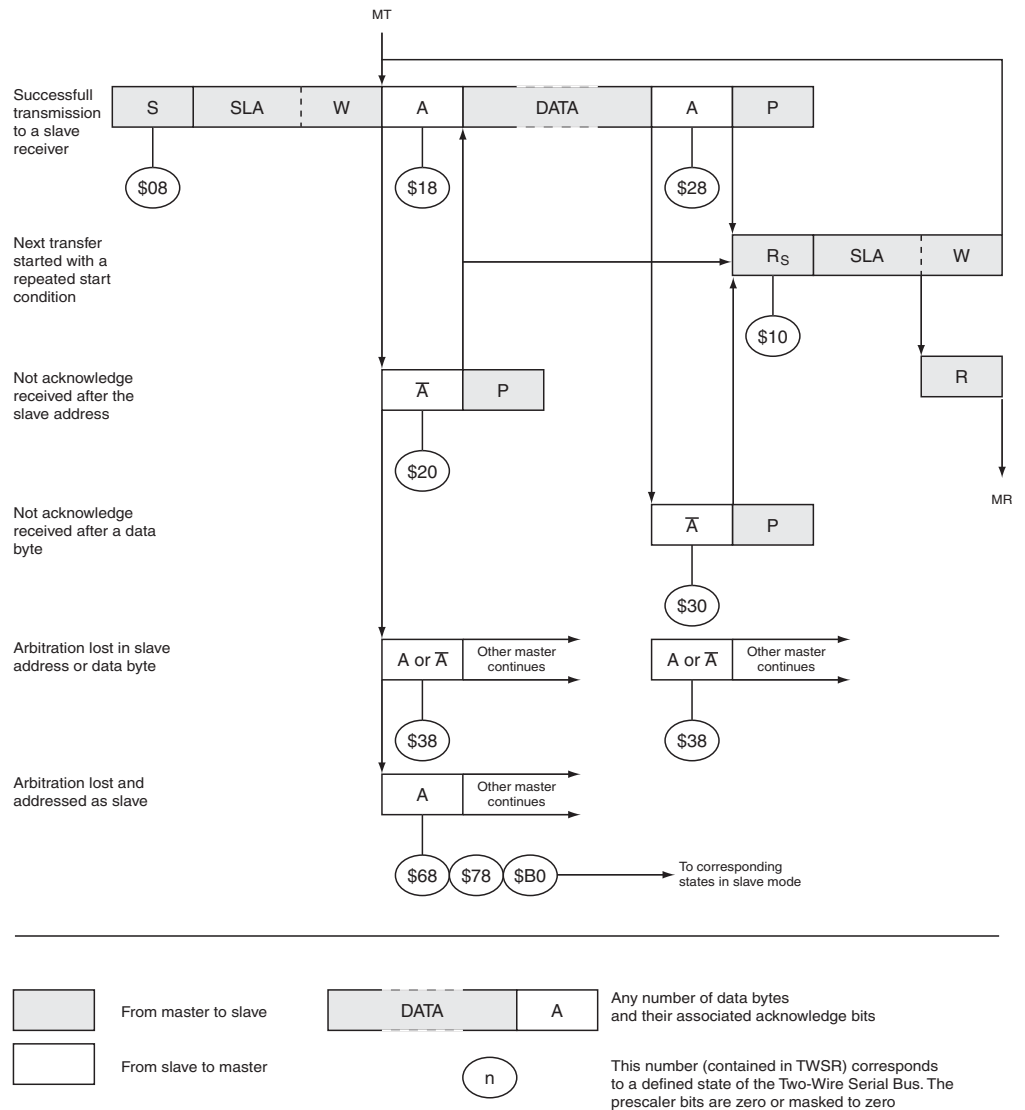 MT
Successfull
transmission
to a slave
receiver
S SLA W A DATA A P
$08 $18 $28
Next transfer
started with a
repeated start
condition
RS SLA W
$10
Not acknowledge
received after the
slave address
A̅ P
R
$20
MR
Not acknowledge
received after a data
byte
A̅ P
$30
Arbitration lost in slave
address or data byte
A or A̅
Other master
continues
A or A̅
Other master
continues
$38 $38
Arbitration lost and
addressed as slave
A
Other master
continues
$68 $78 $B0
To corresponding
states in slave mode
From master to slave
DATA A
Any number of data bytes
and their associated acknowledge bits
From slave to master
n
This number (contained in TWSR) corresponds
to a defined state of the Two-Wire Serial Bus. The
prescaler bits are zero or masked to zero